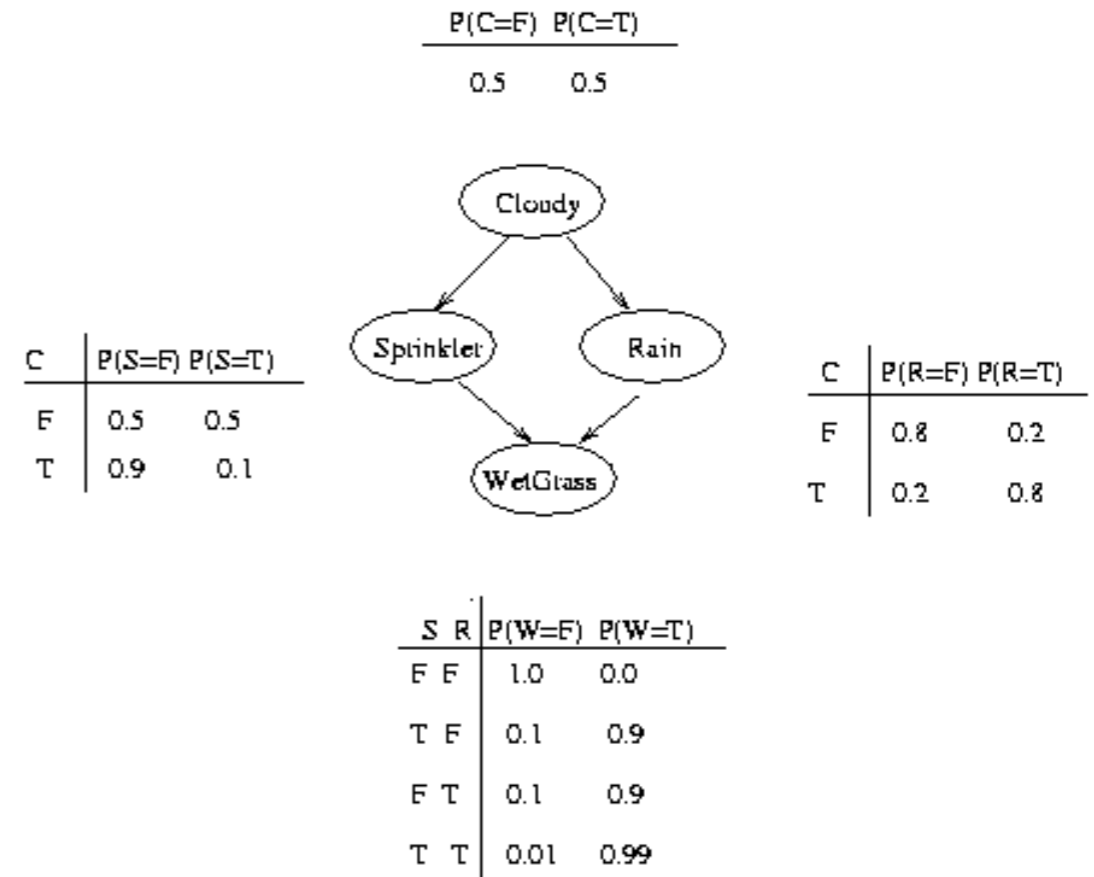 P(C=F) P(C=T)
0.5 0.5
Cloudy
Sprinkler
Rain
WetGrass
C P(S=F) P(S=T)
F 0.5 0.5
T 0.9 0.1
C P(R=F) P(R=T)
F 0.8 0.2
T 0.2 0.8
S R P(W=F) P(W=T)
F F 1.0 0.0
T F 0.1 0.9
F T 0.1 0.9
T T 0.01 0.99